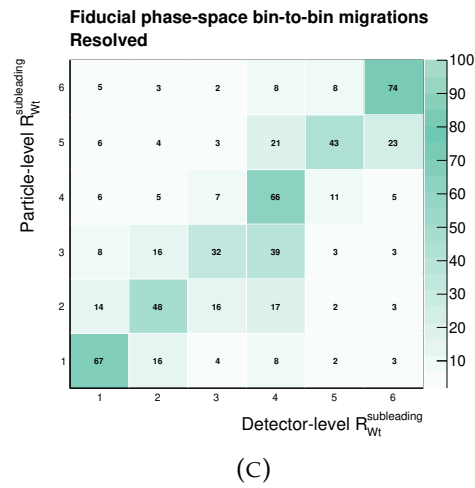 Fiducial phase-space bin-to-bin migrations
Resolved
Particle-level R_Wt^subleading
6 5 3 2 8 8 74
5 6 4 3 21 43 23
4 6 5 7 66 11 5
3 8 16 32 39 3 3
2 14 48 16 17 2 3
1 67 16 4 8 2 3
1 2 3 4 5 6
Detector-level R_Wt^subleading
100
90
80
70
60
50
40
30
20
10
(C)